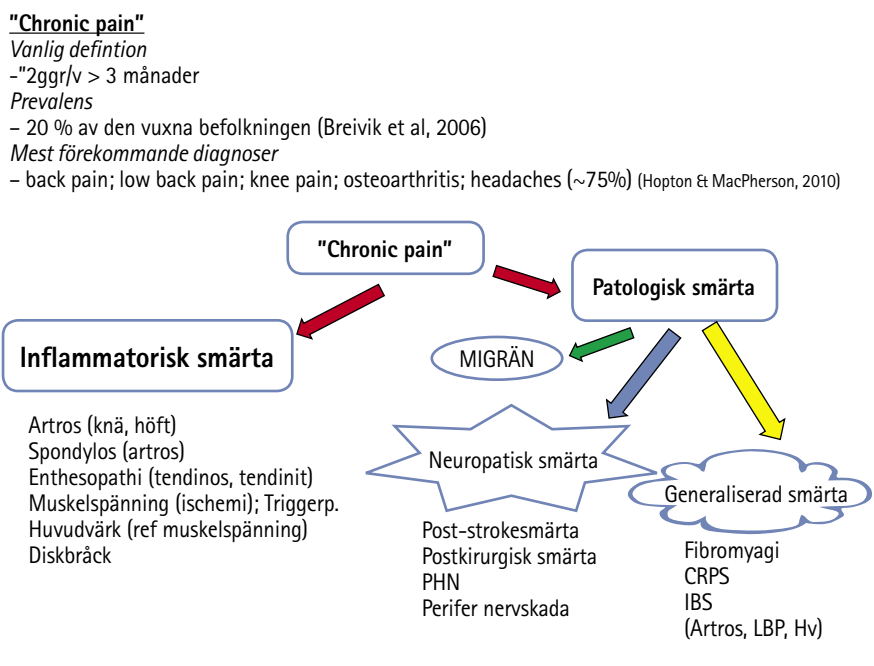 "Chronic pain"
Vanlig defintion
-"2ggr/v > 3 månader
Prevalens
– 20 % av den vuxna befolkningen (Breivik et al, 2006)
Mest förekommande diagnoser
– back pain; low back pain; knee pain; osteoarthritis; headaches (~75%) (Hopton & MacPherson, 2010)
"Chronic pain"
Patologisk smärta
Inflammatorisk smärta
MIGRÄN
Artros (knä, höft)
Spondylos (artros)
Enthesopathi (tendinos, tendinit)
Muskelspänning (ischemi); Triggerp.
Huvudvärk (ref muskelspänning)
Diskbråck
Neuropatisk smärta
Post-strokesmärta
Postkirurgisk smärta
PHN
Perifer nervskada
Generaliserad smärta
Fibromyagi
CRPS
IBS
(Artros, LBP, Hv)